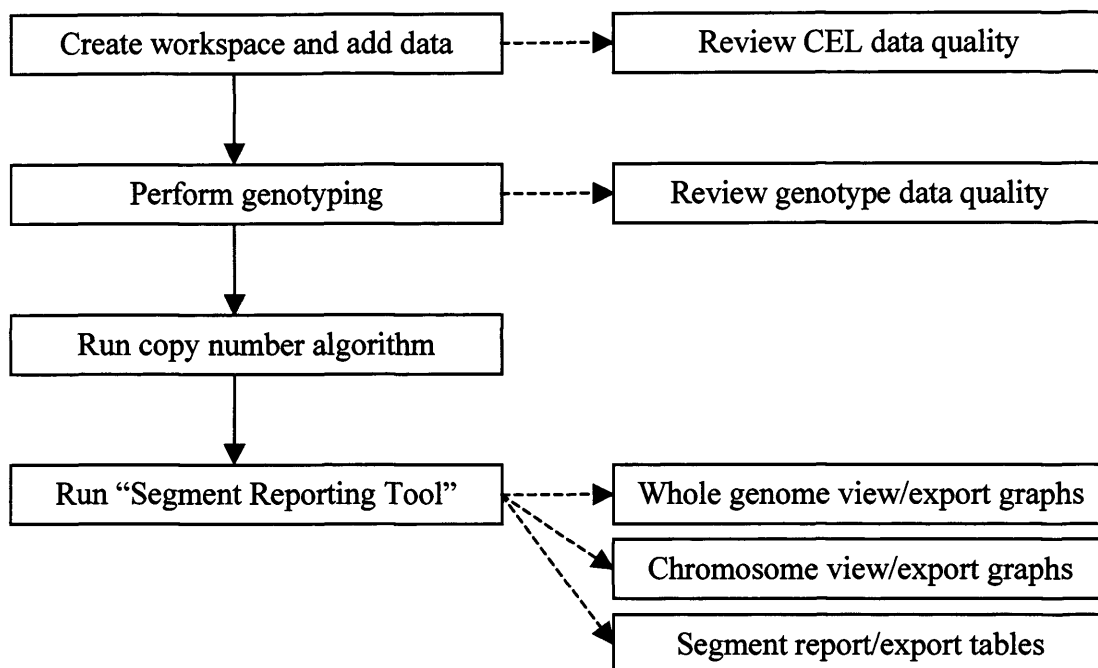 Create workspace and add data
Review CEL data quality
Perform genotyping
Review genotype data quality
Run copy number algorithm
Run “Segment Reporting Tool”
Whole genome view/export graphs
Chromosome view/export graphs
Segment report/export tables